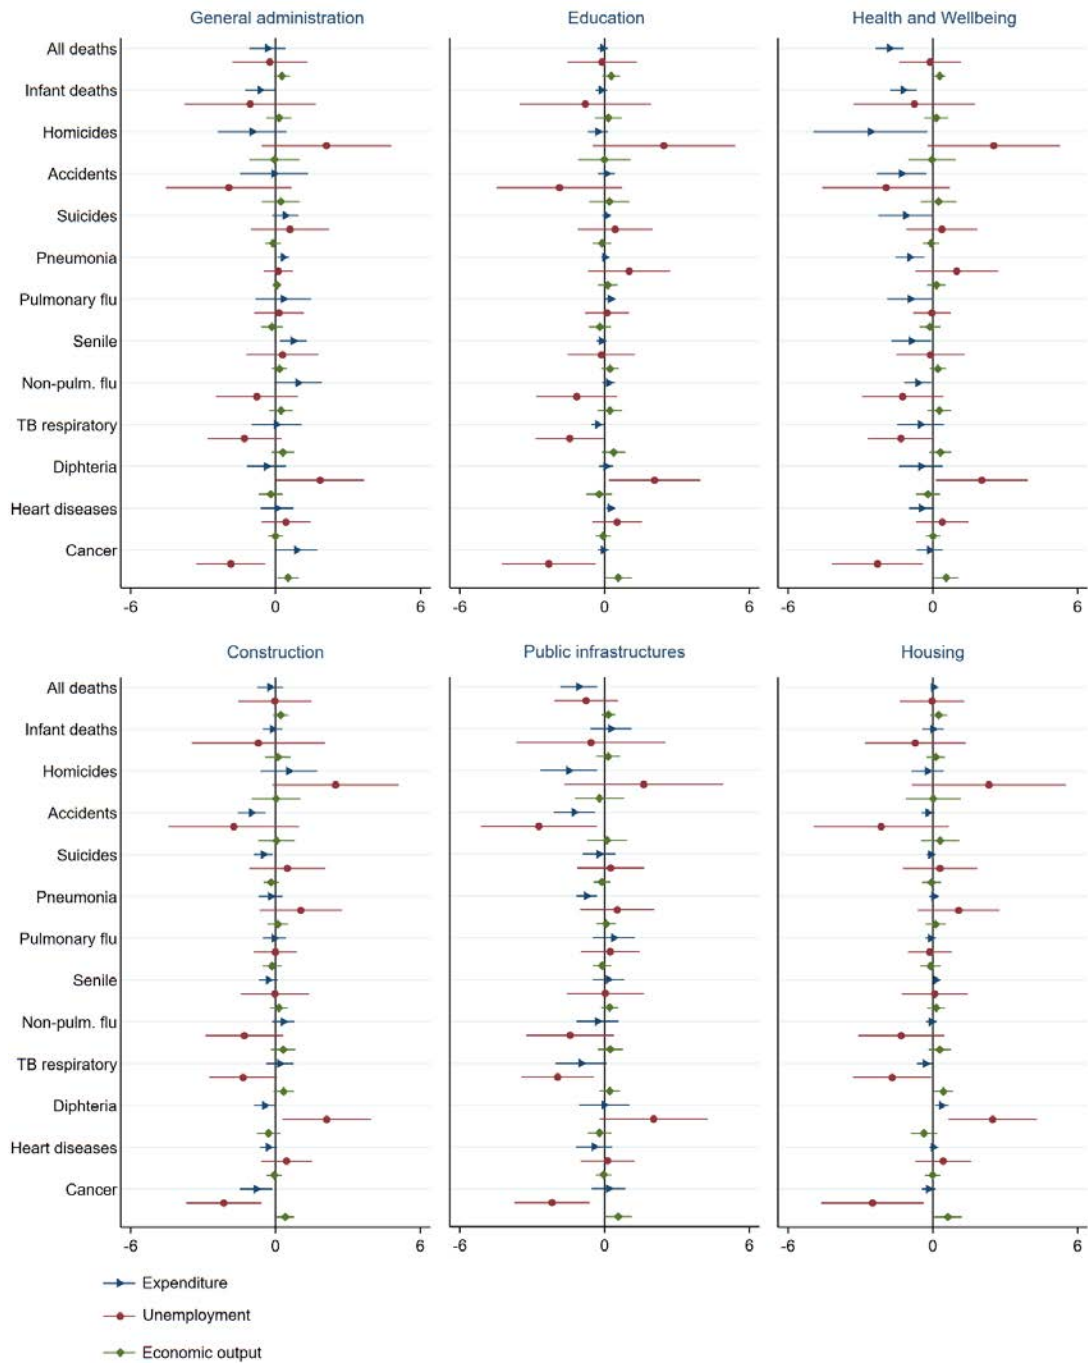 General administration Education Health and Wellbeing
All deaths
Infant deaths
Homicides
Accidents
Suicides
Pneumonia
Pulmonary flu
Senile
Non-pulm. flu
TB respiratory
Diphteria
Heart diseases
Cancer
-6 0 6 -6 0 6 -6 0 6
Construction Public infrastructures Housing
All deaths
Infant deaths
Homicides
Accidents
Suicides
Pneumonia
Pulmonary flu
Senile
Non-pulm. flu
TB respiratory
Diphteria
Heart diseases
Cancer
-6 0 6 -6 0 6 -6 0 6
Expenditure
Unemployment
Economic output